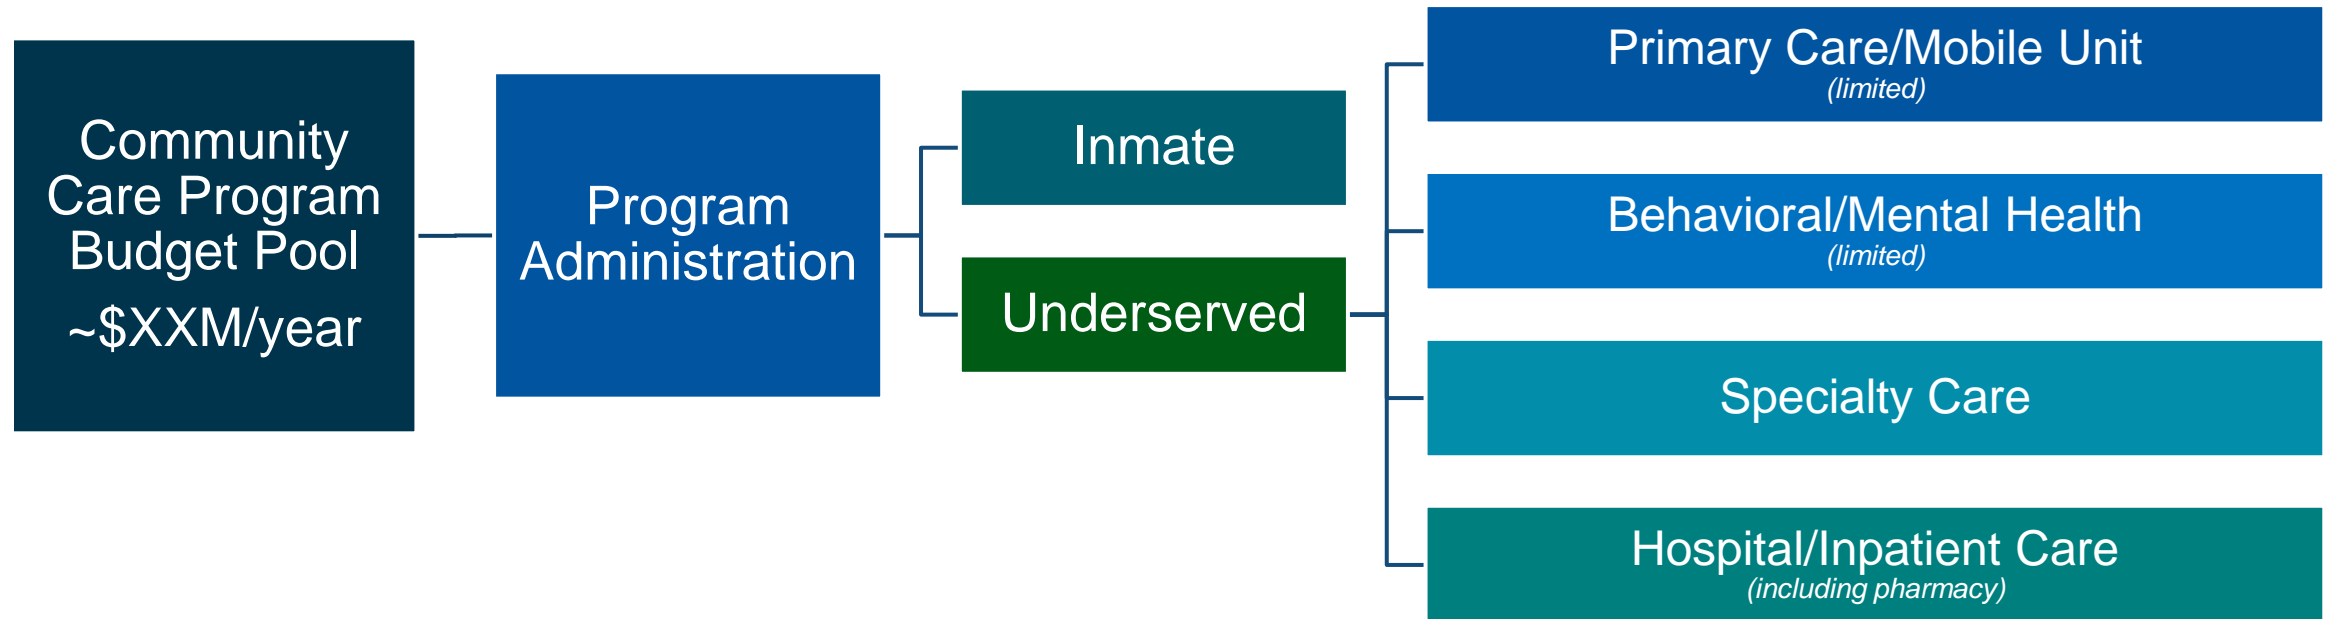 Community
Care Program
Budget Pool
~$XXM/year
Program
Administration
Inmate
Underserved
Primary Care/Mobile Unit
(limited)
Behavioral/Mental Health
(limited)
Specialty Care
Hospital/Inpatient Care
(including pharmacy)